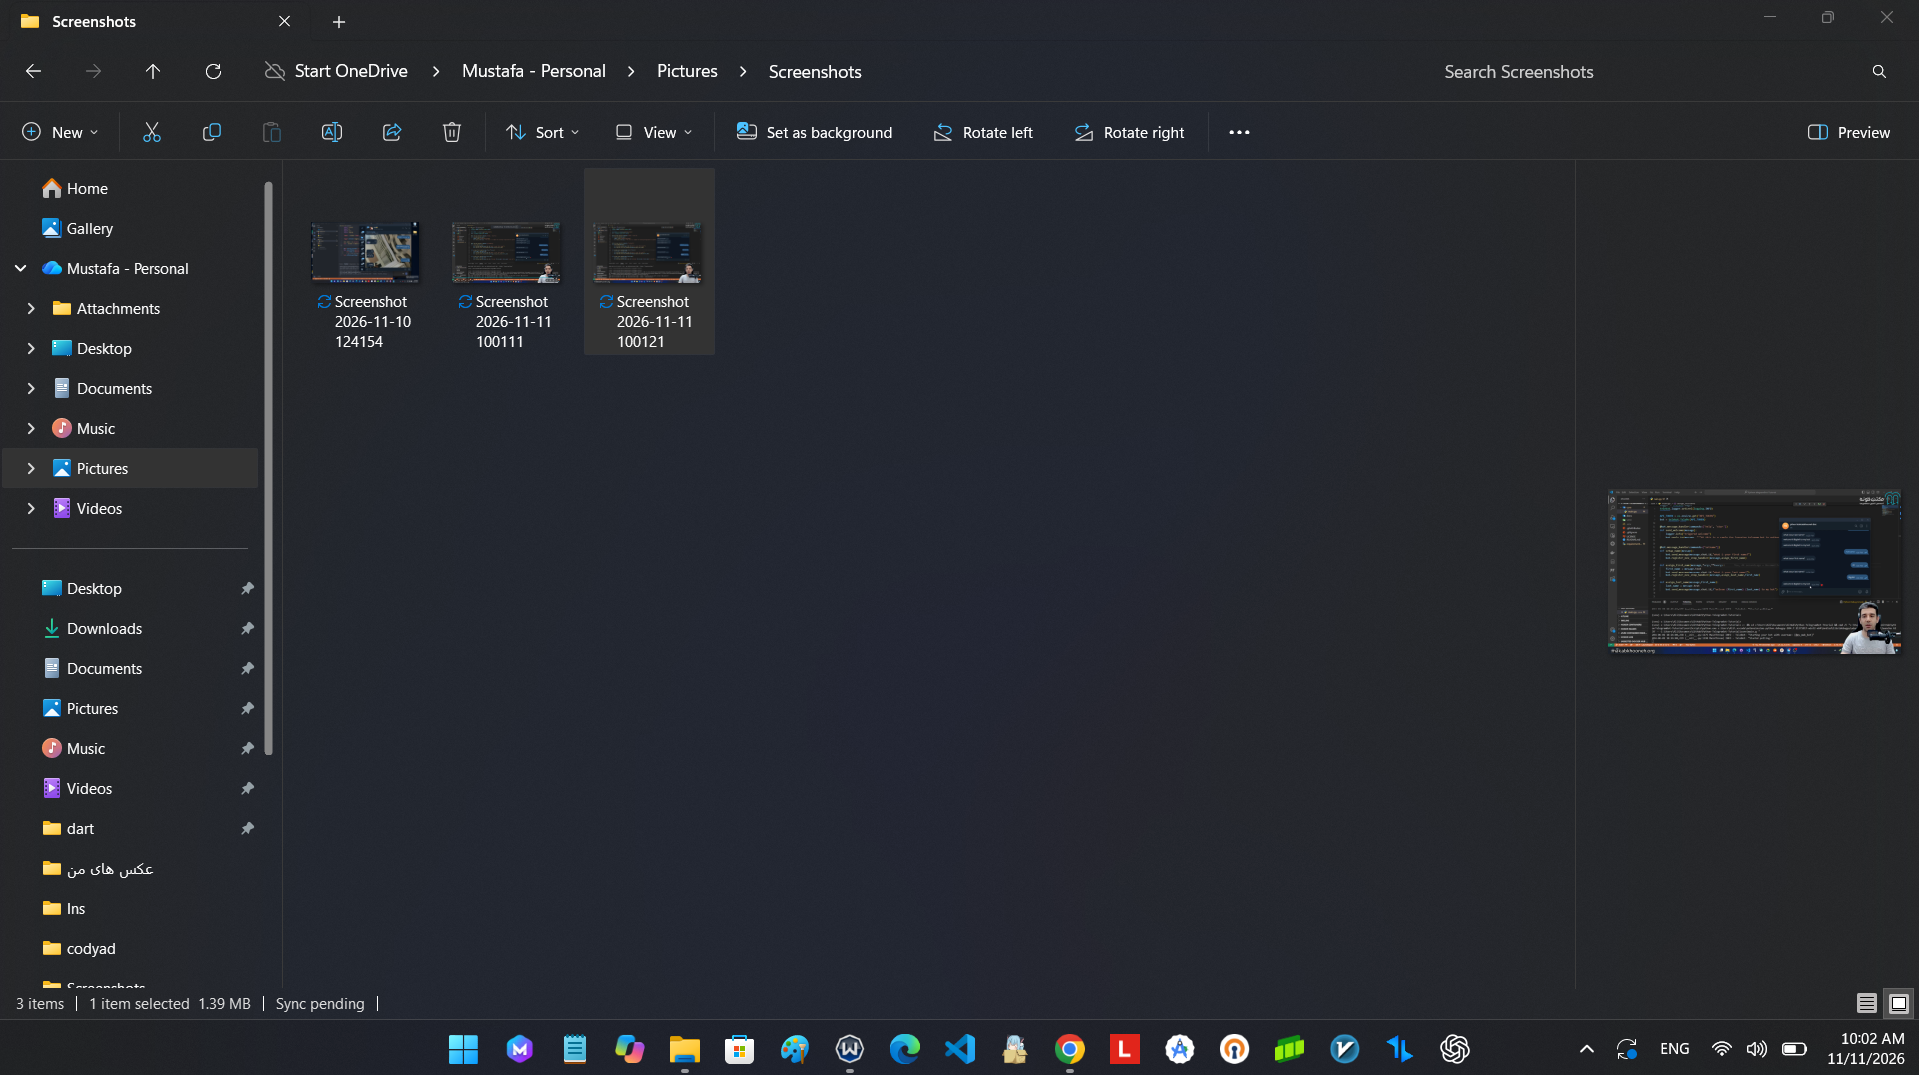 Screenshots
Start OneDrive
Mustafa - Personal
Pictures
Screenshots
Search Screenshots
New
Sort
View
Set as background
Rotate left
Rotate right
Preview
Home
Gallery
Mustafa - Personal
Attachments
Desktop
Documents
Music
Pictures
Videos
Desktop
Downloads
Documents
Pictures
Music
Videos
dart
عکس های من
Ins
codyad
Screenshots
Screenshot
2026-11-10
124154
Screenshot
2026-11-11
100111
Screenshot
2026-11-11
100121
3 items
1 item selected 1.39 MB
Sync pending
ENG
10:02 AM
11/11/2026